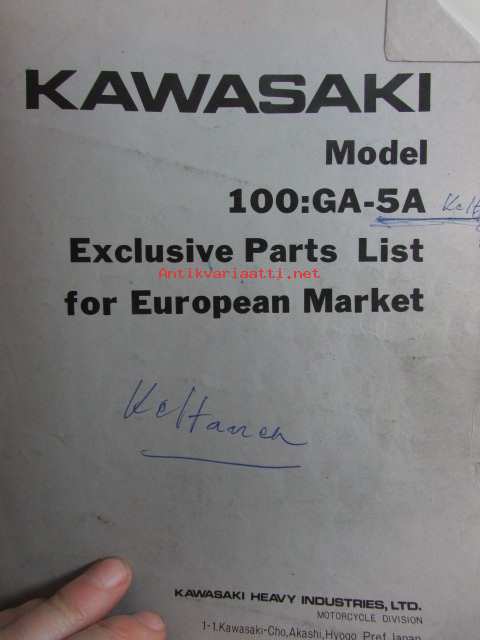 KAWASAKI
Model
100:GA-5A
Exclusive Parts List
Antikvariaatti.net
for European Market
Keltanen
KAWASAKI HEAVY INDUSTRIES, LTD.
MOTORCYCLE DIVISION
1-1.Kawasaki-Cho,Akashi,Hyogo Pref.Japan